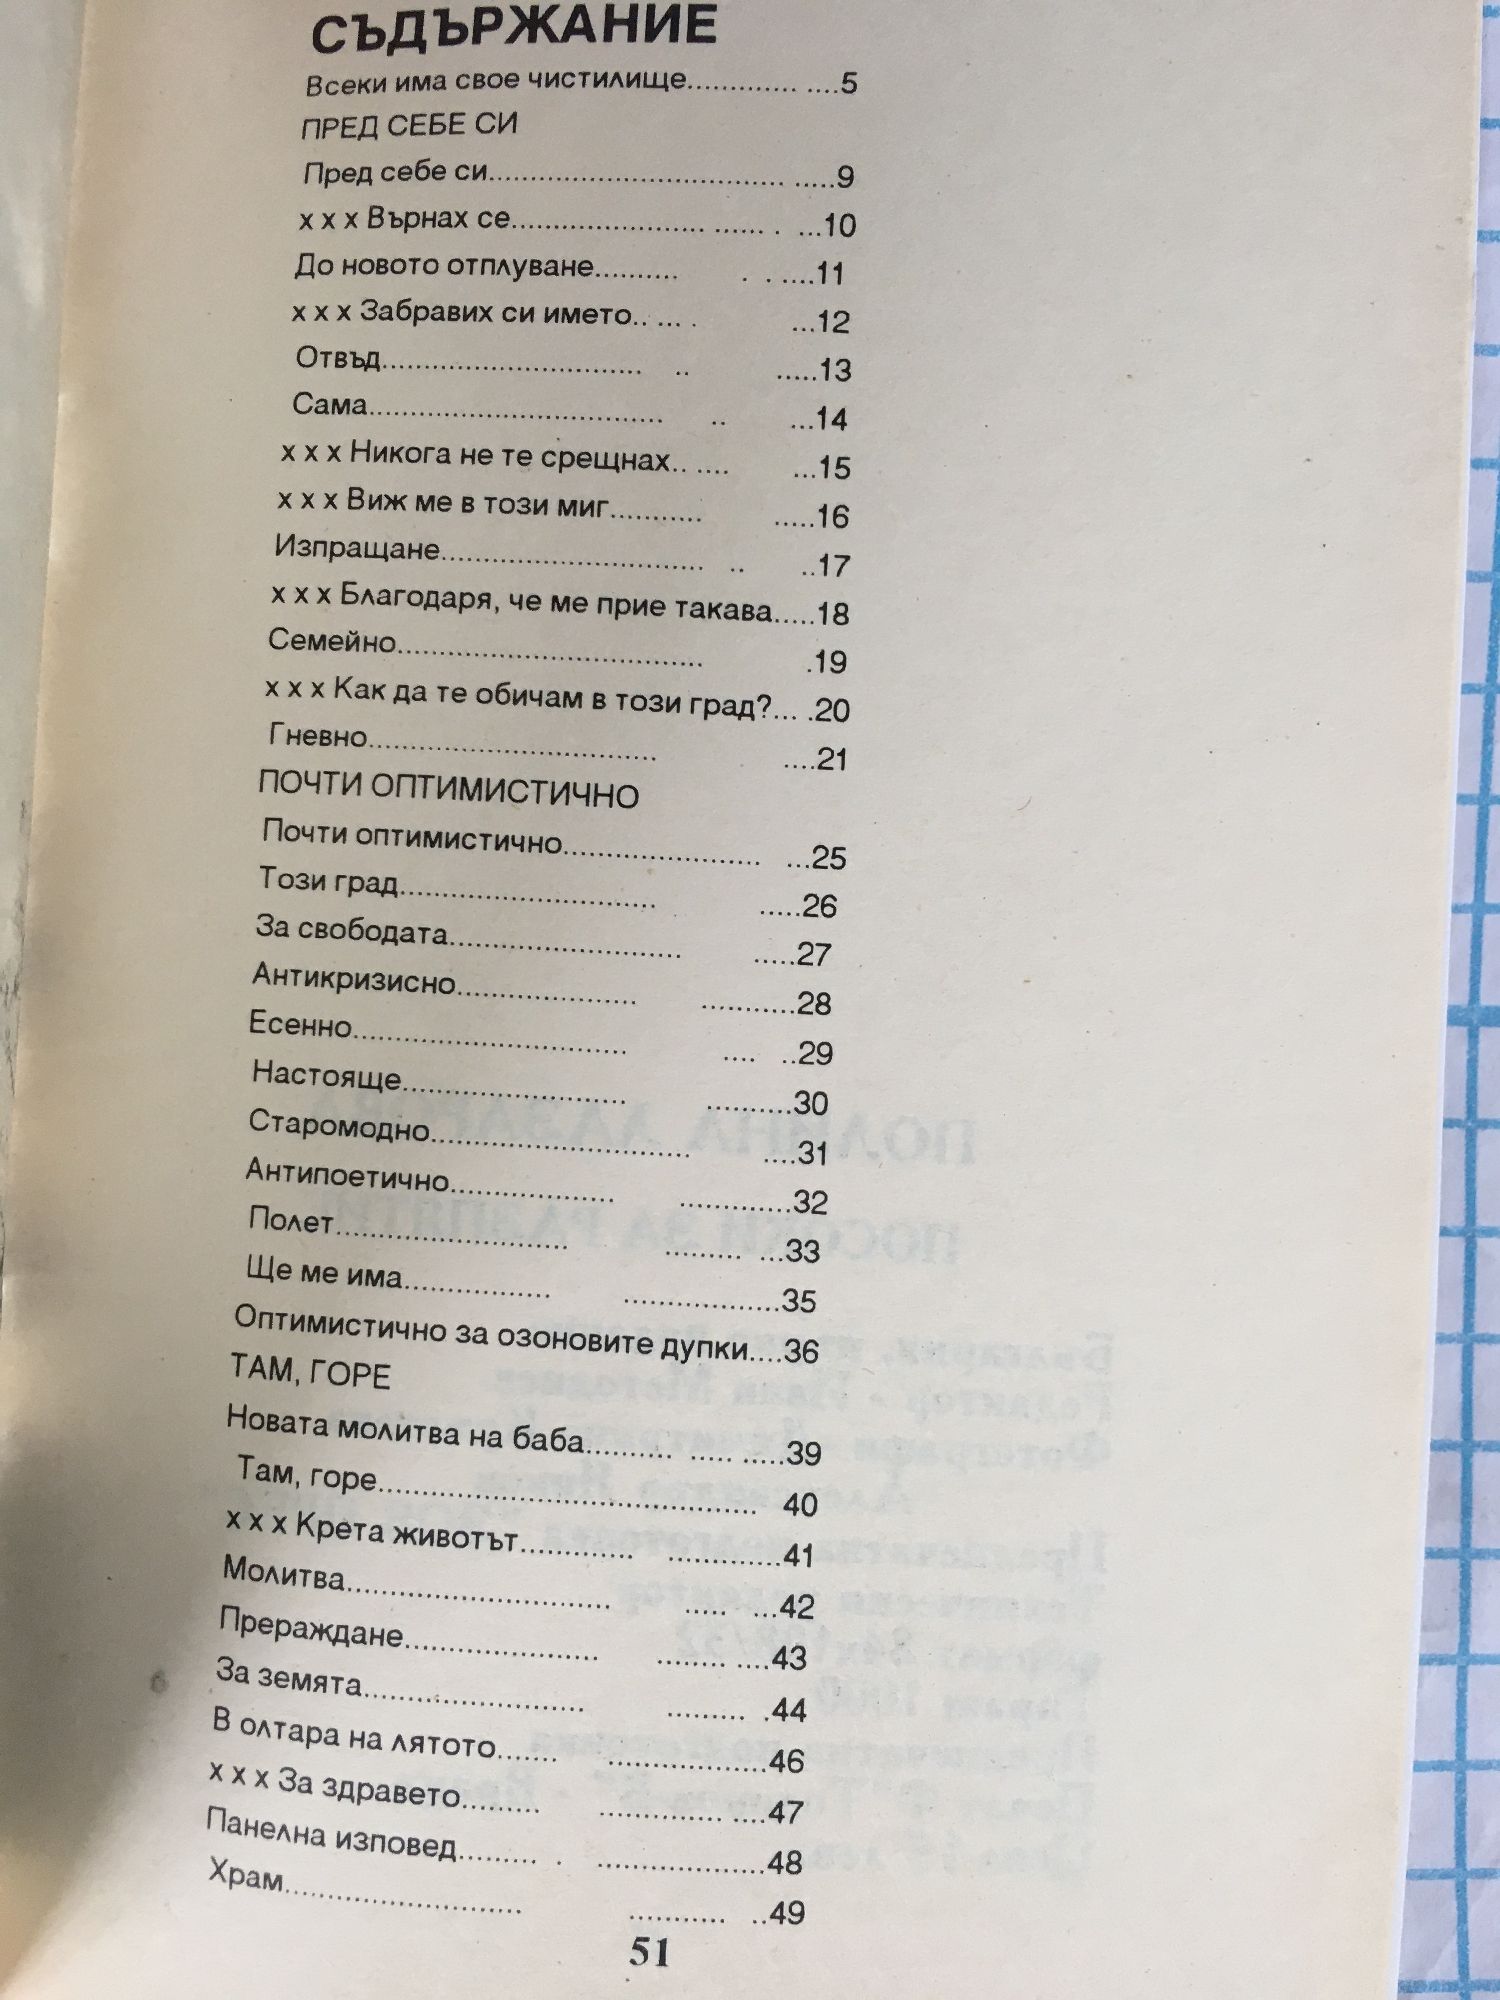 СЪДЪРЖАНИЕ
Всеки има свое чистилище............. ....5
ПРЕД СЕБЕ СИ
Пред себе си................................... .....9
x x x Върнах се....................... ...... . ...10
До новото отплуване.......... . . ....11
x x x Забравих си името.. ... . ...12
Отвъд............................... .. .....13
Сама................................... .. ...14
x x x Никога не те срещнах.. .... ...15
x x x Виж ме в този миг........... .....16
Изпращане............................... .. ..17
x x x Благодаря, че ме прие такава.....18
Семейно.................................... .19
x x x Как да те обичам в този град?... .20
Гневно.................................. ....21
ПОЧТИ ОПТИМИСТИЧНО
Почти оптимистично....................... ...25
Този град.............................. .....26
За свободата........................... .....27
Антикризисно..................... ...........28
Есенно................................ .... ..29
Настояще.......................... ..........30
Старомодно............................... ....31
Антипоетично.................... .............32
Полет........................... ......... ...33
Ще ме има................. ...................35
Оптимистично за озоновите дупки....36
ТАМ, ГОРЕ
Новата молитва на баба.......... ..... .....39
Там, горе............................................. 40
x x x Крета животът............. .............41
Молитва............................... ..... ...42
Прераждане....................... ........ ....43
За земята.......................... ......... .44
В олтара на лятото....... ...................46
x x x За здравето......... .............. ....47
Панелна изповед......... . ....................48
Храм............................ ........... ..49
51